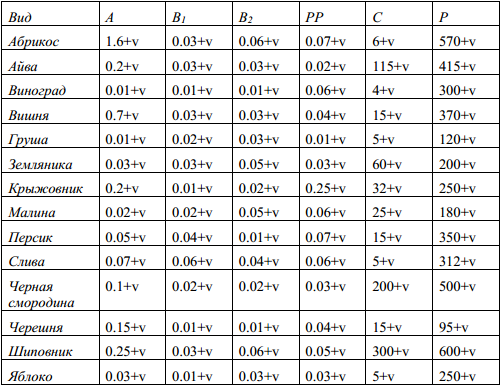 Вид A B1 B2 PP C P
Абрикос 1.6+v 0.03+v 0.06+v 0.07+v 6+v 570+v
Айва 0.2+v 0.03+v 0.03+v 0.02+v 115+v 415+v
Виноград 0.01+v 0.01+v 0.01+v 0.06+v 4+v 300+v
Вишня 0.7+v 0.03+v 0.03+v 0.04+v 15+v 370+v
Груша 0.01+v 0.02+v 0.03+v 0.01+v 5+v 120+v
Земляника 0.03+v 0.03+v 0.05+v 0.03+v 60+v 200+v
Крыжовник 0.2+v 0.01+v 0.02+v 0.25+v 32+v 250+v
Малина 0.02+v 0.02+v 0.05+v 0.06+v 25+v 180+v
Персик 0.05+v 0.04+v 0.01+v 0.07+v 15+v 350+v
Слива 0.07+v 0.06+v 0.04+v 0.06+v 5+v 312+v
Черная 0.1+v 0.02+v 0.02+v 0.03+v 200+v 500+v
смородина
Черешня 0.15+v 0.01+v 0.01+v 0.04+v 15+v 95+v
Шиповник 0.25+v 0.03+v 0.06+v 0.05+v 300+v 600+v
Яблоко 0.03+v 0.01+v 0.03+v 0.03+v 5+v 250+v